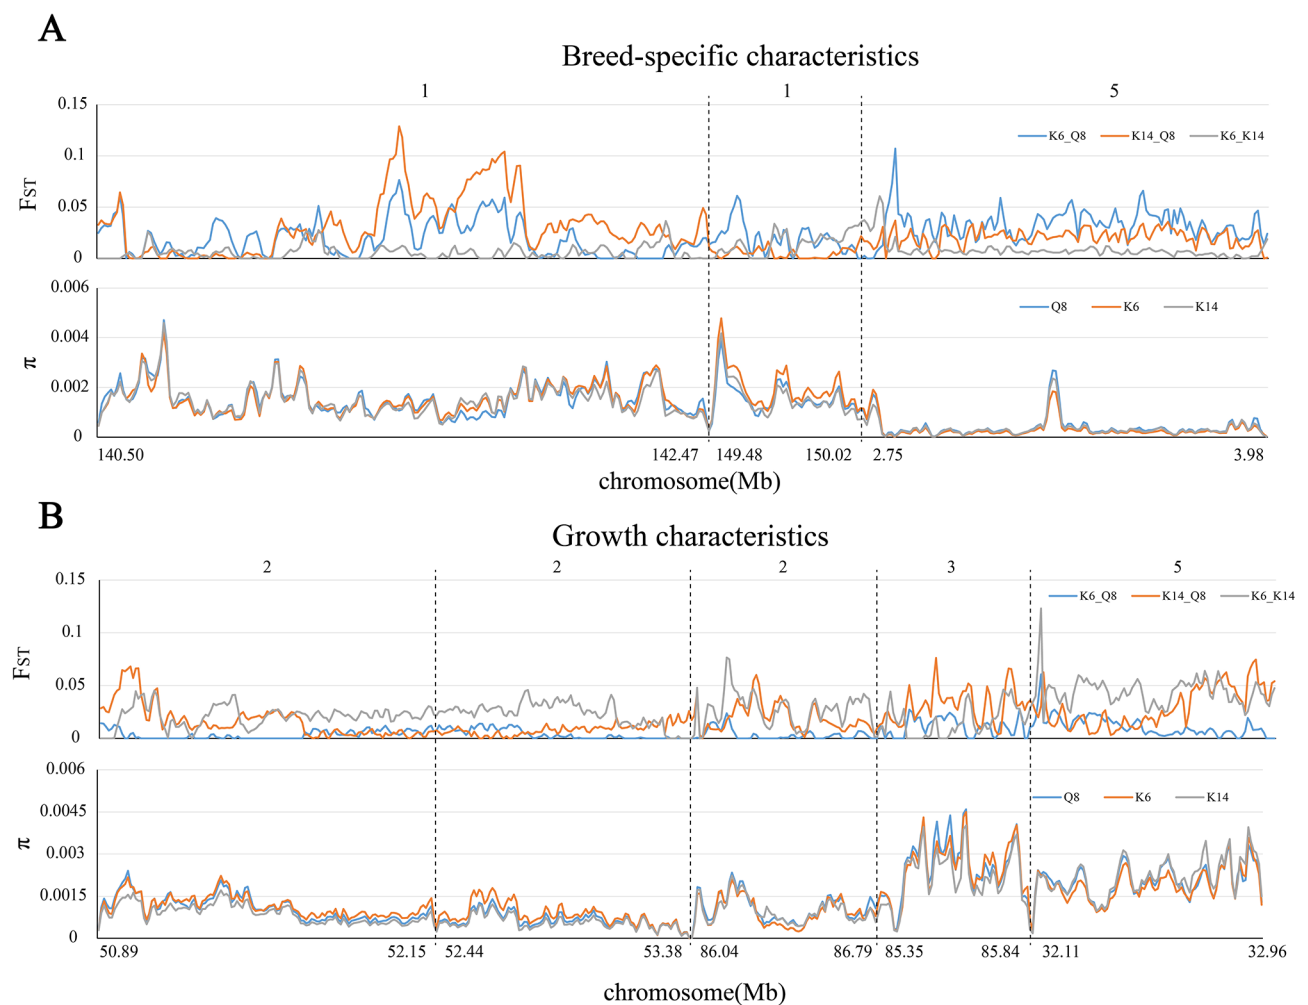 A
Breed-specific characteristics
1 1 5
0.15
K6_Q8 K14_Q8 K6_K14
0.1
FST
0.05
0
0.006
Q8 K6 K14
0.004
π
0.002
0
140.50 142.47 149.48 150.02 2.75 3.98
chromosome(Mb)
B
Growth characteristics
2 2 2 3 5
0.15
K6_Q8 K14_Q8 K6_K14
0.1
FST
0.05
0
0.006
Q8 K6 K14
0.0045
π
0.003
0.0015
0
50.89 52.15 52.44 53.38 86.04 86.79 85.35 85.84 32.11 32.96
chromosome(Mb)